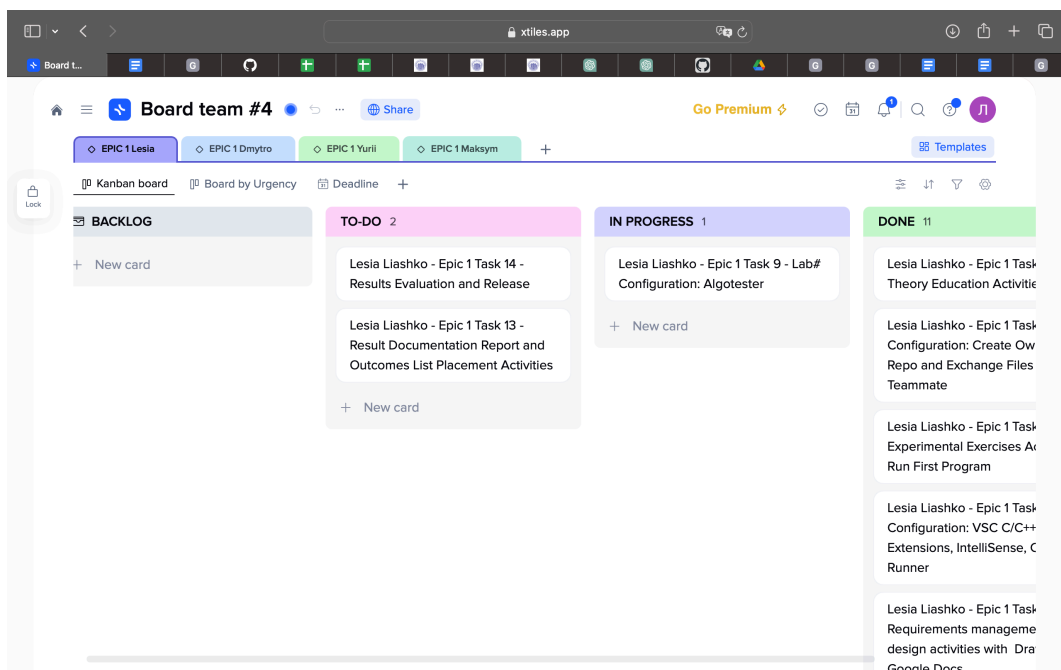 xtiles.app
Board t...
G
G
G
G
G
Board team #4
Share
Go Premium
31
1
Л
EPIC 1 Lesia
EPIC 1 Dmytro
EPIC 1 Yurii
EPIC 1 Maksym
+
Templates
Kanban board
Board by Urgency
Deadline
+
Lock
BACKLOG
+ New card
TO-DO 2
Lesia Liashko - Epic 1 Task 14 -
Results Evaluation and Release
Lesia Liashko - Epic 1 Task 13 -
Result Documentation Report and
Outcomes List Placement Activities
+ New card
IN PROGRESS 1
Lesia Liashko - Epic 1 Task 9 - Lab#
Configuration: Algotester
+ New card
DONE 11
Lesia Liashko - Epic 1 Task
Theory Education Activitie
Lesia Liashko - Epic 1 Task
Configuration: Create Ow
Repo and Exchange Files
Teammate
Lesia Liashko - Epic 1 Task
Experimental Exercises Ac
Run First Program
Lesia Liashko - Epic 1 Task
Configuration: VSC C/C++
Extensions, IntelliSense, C
Runner
Lesia Liashko - Epic 1 Task
Requirements manageme
design activities with Dra
Google Docs